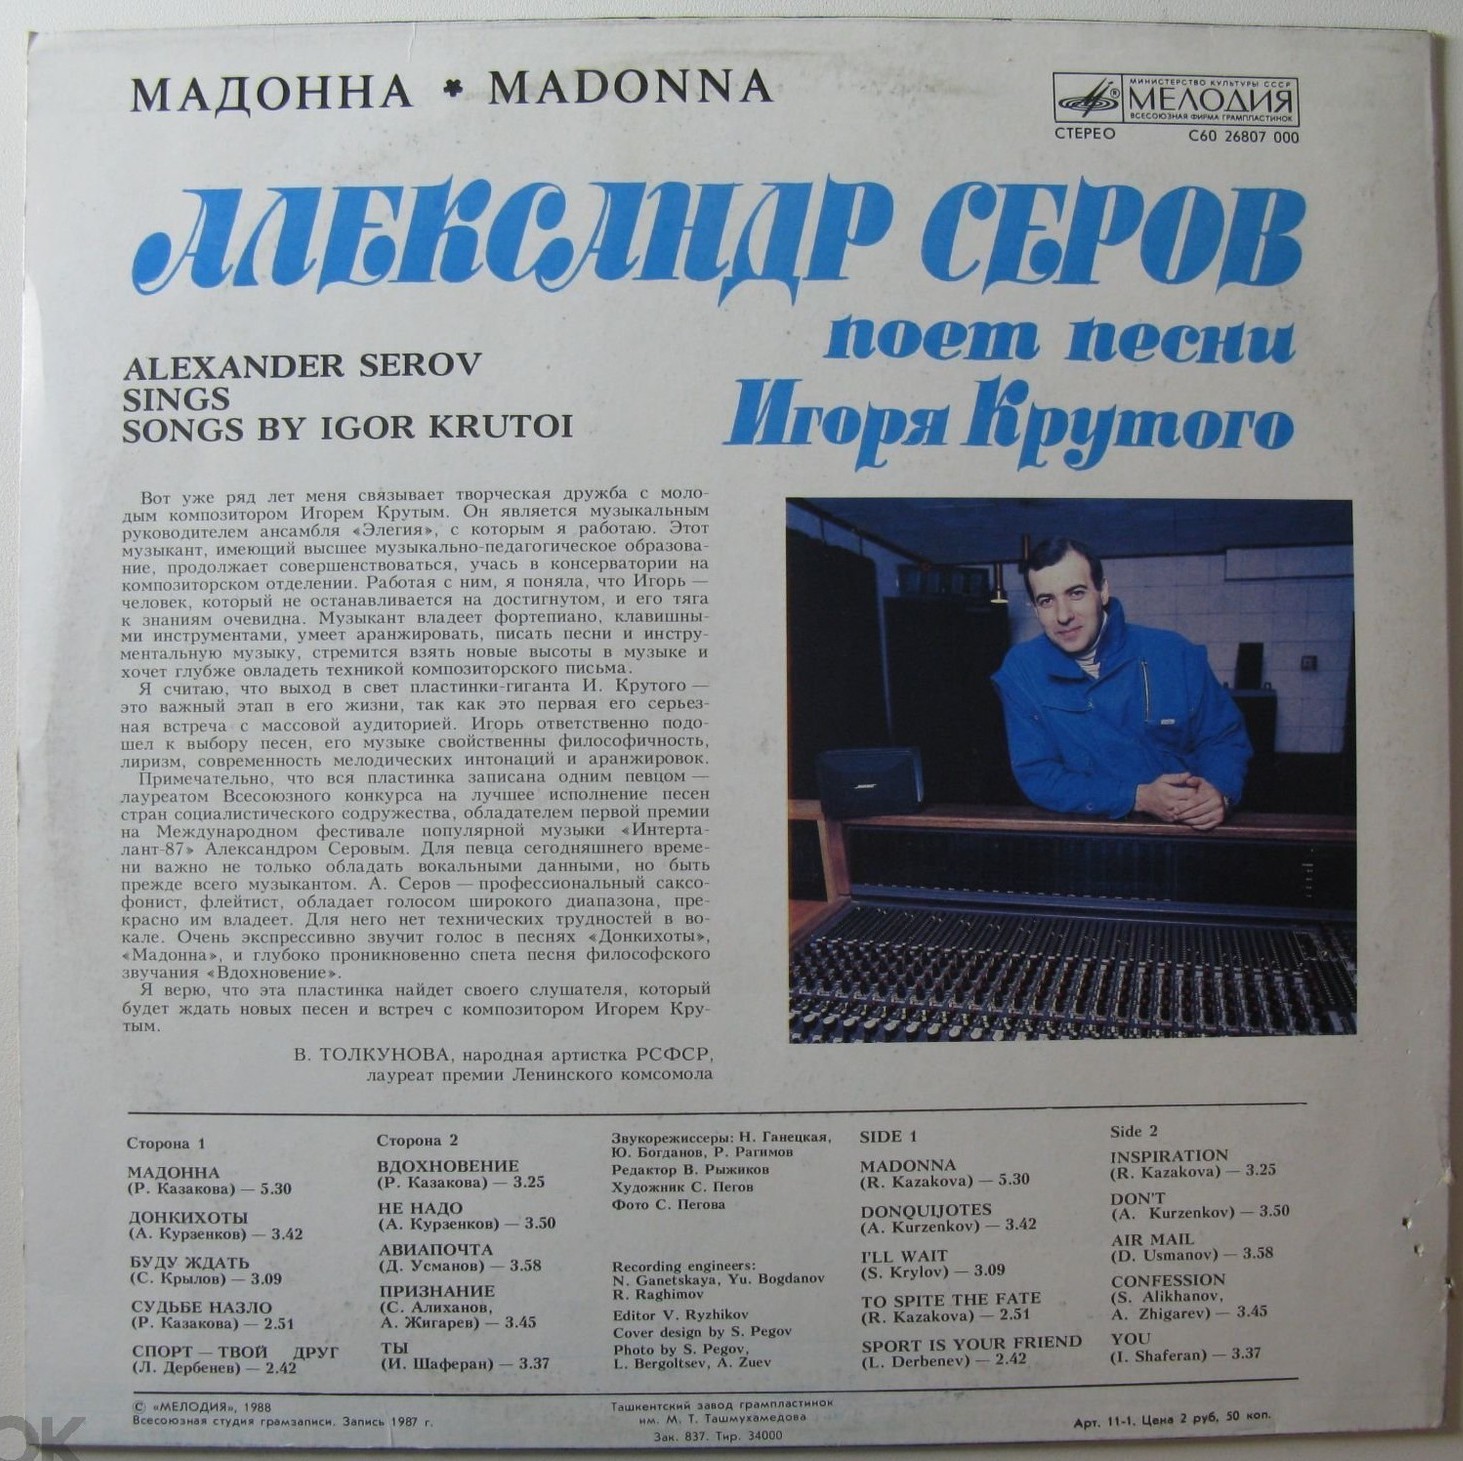 МАДОННА * MADONNA
МИНИСТЕРСТВО КУЛЬТУРЫ СССР
МЕЛОДИЯ
ВСЕСОЮЗНАЯ ФИРМА ГРАМПЛАСТИНОК
СТЕРЕО С60 26807 000
АЛЕКСАНДР СЕРОВ
поет песни
Игоря Крутого
ALEXANDER SEROV
SINGS
SONGS BY IGOR KRUTOI
Вот уже ряд лет меня связывает творческая дружба с моло-
дым композитором Игорем Крутым. Он является музыкальным
руководителем ансамбля «Элегия», с которым я работаю. Этот
музыкант, имеющий высшее музыкально-педагогическое образова-
ние, продолжает совершенствоваться, учась в консерватории на
композиторском отделении. Работая с ним, я поняла, что Игорь —
человек, который не останавливается на достигнутом, и его тяга
к знаниям очевидна. Музыкант владеет фортепиано, клавишны-
ми инструментами, умеет аранжировать, писать песни и инстру-
ментальную музыку, стремится взять новые высоты в музыке и
хочет глубже овладеть техникой композиторского письма.
Я считаю, что выход в свет пластинки-гиганта И. Крутого —
это важный этап в его жизни, так как это первая его серьез-
ная встреча с массовой аудиторией. Игорь ответственно подо-
шел к выбору песен, его музыке свойственны философичность,
лиризм, современность мелодических интонаций и аранжировок.
Примечательно, что вся пластинка записана одним певцом —
лауреатом Всесоюзного конкурса на лучшее исполнение песен
стран социалистического содружества, обладателем первой премии
на Международном фестивале популярной музыки «Интерта-
лант-87» Александром Серовым. Для певца сегодняшнего време-
ни важно не только обладать вокальными данными, но быть
прежде всего музыкантом. А. Серов — профессиональный саксо-
фонист, флейтист, обладает голосом широкого диапазона, пре-
красно им владеет. Для него нет технических трудностей в во-
кале. Очень экспрессивно звучит голос в песнях «Донкихоты»,
«Мадонна», и глубоко проникновенно спета песня философского
звучания «Вдохновение».
Я верю, что эта пластинка найдет своего слушателя, который
будет ждать новых песен и встреч с композитором Игорем Кру-
тым.
В. ТОЛКУНОВА, народная артистка РСФСР,
лауреат премии Ленинского комсомола
BOSE
Сторона 1
МАДОННА
(Р. Казакова) — 5.30
ДОНКИХОТЫ
(А. Курзенков) — 3.42
БУДУ ЖДАТЬ
(С. Крылов) — 3.09
СУДЬБЕ НАЗЛО
(Р. Казакова) — 2.51
СПОРТ — ТВОЙ ДРУГ
(Л. Дербенев) — 2.42
Сторона 2
ВДОХНОВЕНИЕ
(Р. Казакова) — 3.25
НЕ НАДО
(А. Курзенков) — 3.50
АВИАПОЧТА
(Д. Усманов) — 3.58
ПРИЗНАНИЕ
(С. Алиханов,
А. Жигарев) — 3.45
ТЫ
(И. Шаферан) — 3.37
Звукорежиссеры: Н. Ганецкая,
Ю. Богданов, Р. Рагимов
Редактор В. Рыжиков
Художник С. Пегов
Фото С. Пегова
Recording engineers:
N. Ganetskaya, Yu. Bogdanov
R. Raghimov
Editor V. Ryzhikov
Cover design by S. Pegov
Photo by S. Pegov,
L. Bergoltsev, A. Zuev
SIDE 1
MADONNA
(R. Kazakova) — 5.30
DONQUIJOTES
(A. Kurzenkov) — 3.42
I'LL WAIT
(S. Krylov) — 3.09
TO SPITE THE FATE
(R. Kazakova) — 2.51
SPORT IS YOUR FRIEND
(L. Derbenev) — 2.42
Side 2
INSPIRATION
(R. Kazakova) — 3.25
DON'T
(A. Kurzenkov) — 3.50
AIR MAIL
(D. Usmanov) — 3.58
CONFESSION
(S. Alikhanov,
A. Zhigarev) — 3.45
YOU
(I. Shaferan) — 3.37
© «МЕЛОДИЯ», 1988
Всесоюзная студия грамзаписи. Запись 1987 г.
Ташкентский завод грампластинок
им. М. Т. Ташмухамедова
Зак. 837. Тир. 34000
Арт. 11-1. Цена 2 руб, 50 коп.
OK